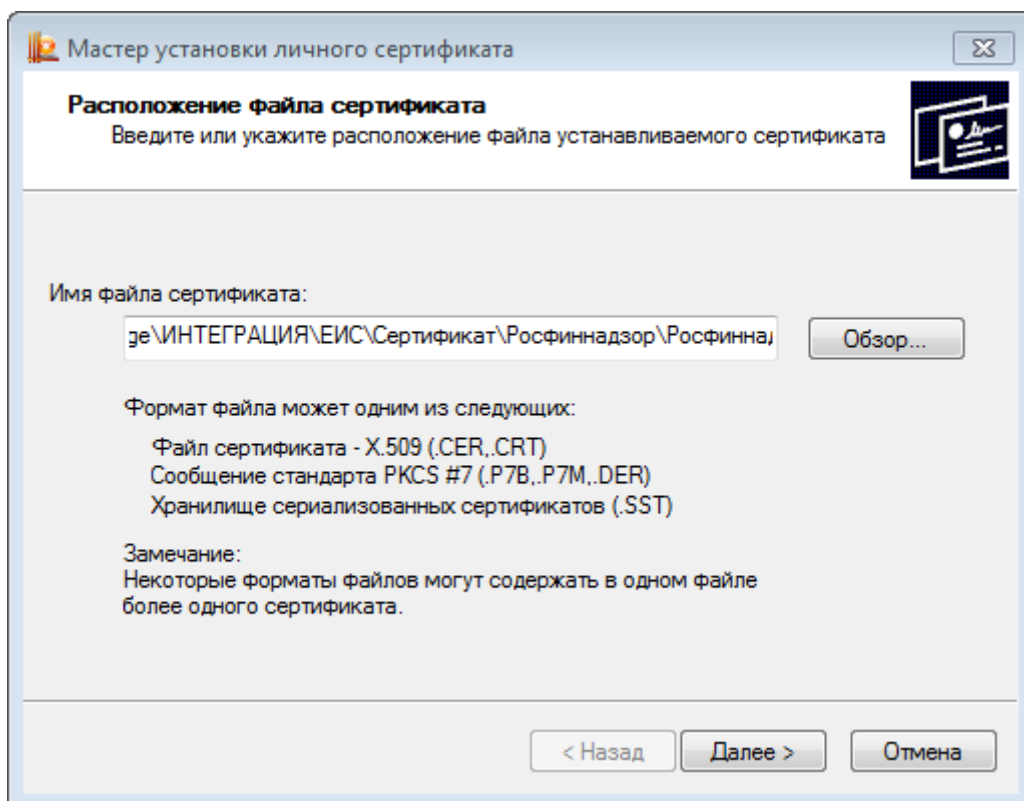 Мастер установки личного сертификата
Расположение файла сертификата
Введите или укажите расположение файла устанавливаемого сертификата
Имя файла сертификата:
ge\ИНТЕГРАЦИЯ\ЕИС\Сертификат\Росфиннадзор\Росфиннад
Обзор...
Формат файла может одним из следующих:
Файл сертификата - X.509 (.CER,.CRT)
Сообщение стандарта PKCS #7 (.P7B,.P7M,.DER)
Хранилище сериализованных сертификатов (.SST)
Замечание:
Некоторые форматы файлов могут содержать в одном файле
более одного сертификата.
< Назад
Далее >
Отмена